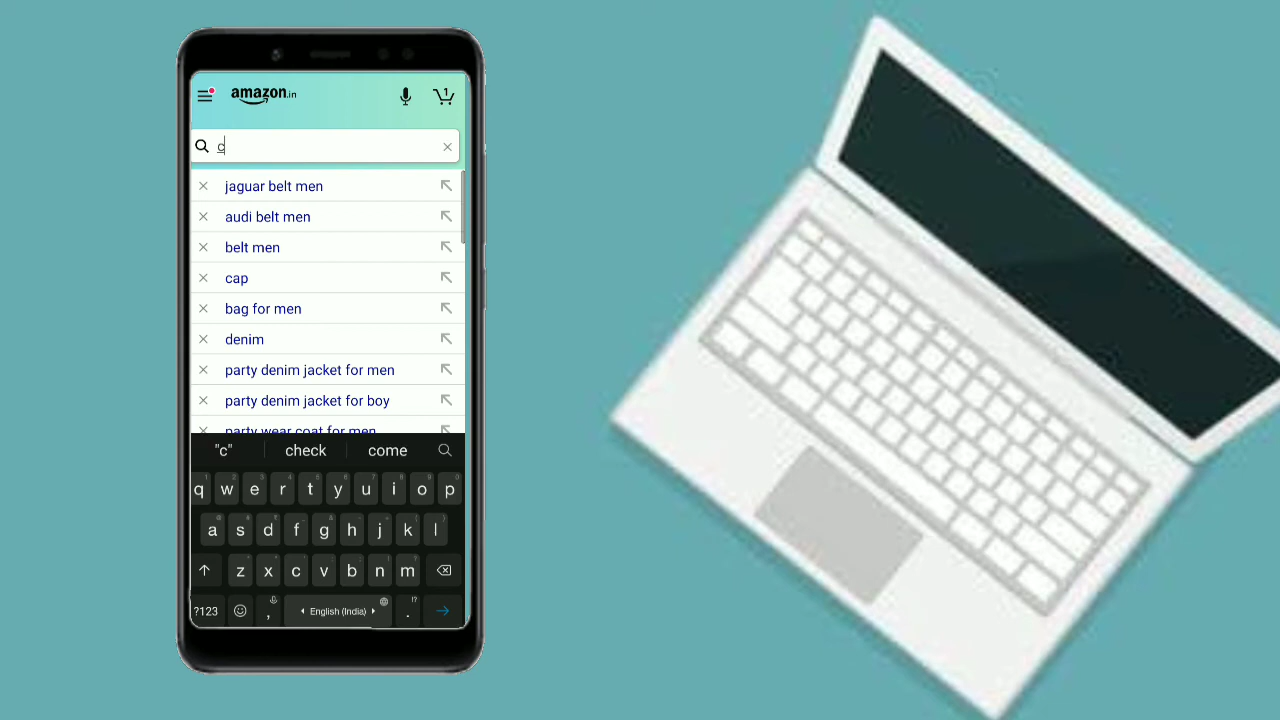 amazon.in
1
c
jaguar belt men
audi belt men
belt men
cap
bag for men
denim
party denim jacket for men
party denim jacket for boy
party wear coat for men
"c" check come
q w e r t y u i o p
a s d f g h j k l
z x c v b n m
?123 , English (India) . !?